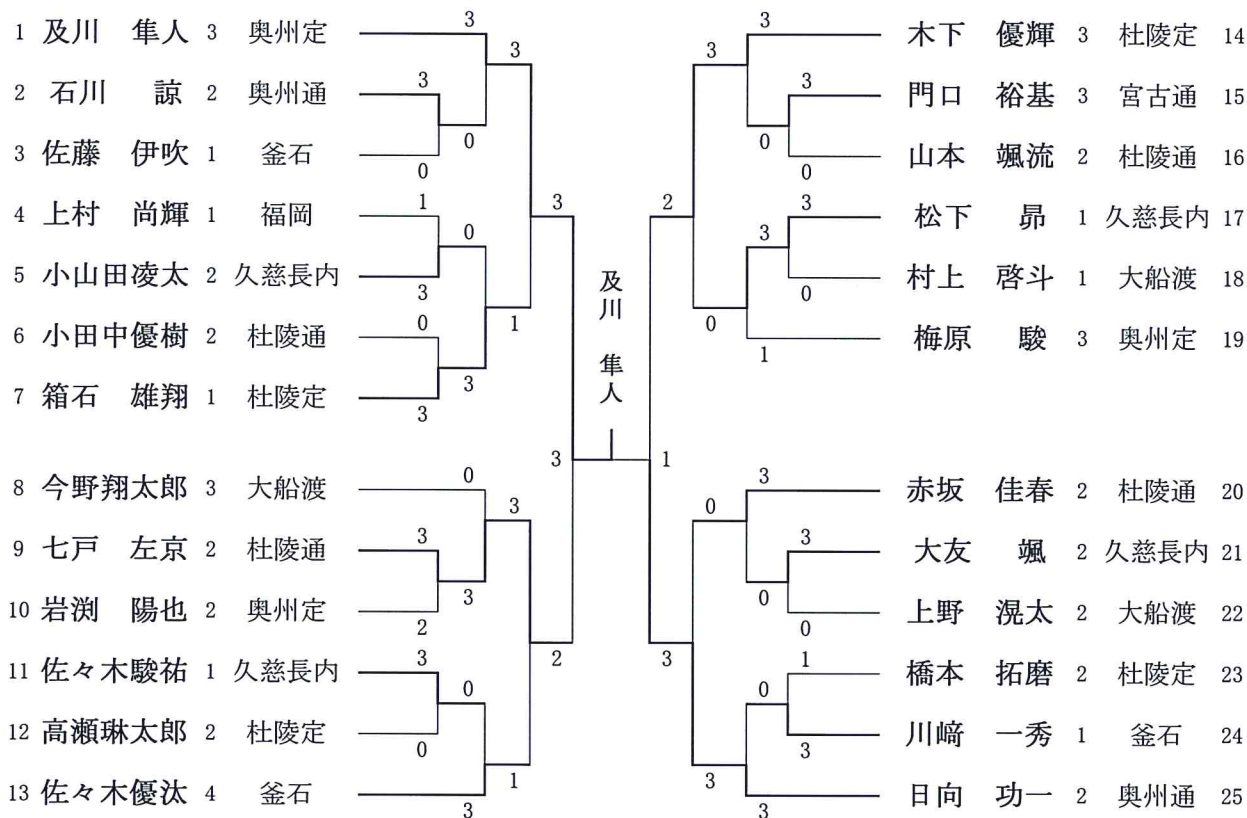 1 及川 隼人 3 奥州定
2 石川 諒 2 奥州通
3 佐藤 伊吹 1 釜石
4 上村 尚輝 1 福岡
5 小山田凌太 2 久慈長内
6 小田中優樹 2 杜陵通
7 箱石 雄翔 1 杜陵定
8 今野翔太郎 3 大船渡
9 七戸 左京 2 杜陵通
10 岩渕 陽也 2 奥州定
11 佐々木駿祐 1 久慈長内
12 高瀬琳太郎 2 杜陵定
13 佐々木優汰 4 釜石
3
3
3
0
0
1
0
3
0
3
3
1
3
0
3
3
3
2
3
0
0
3
1
2
3
及川 隼人
1
3
3
3
0
0
2
3
3
0
0
1
3
0
3
0
0
3
1
0
3
3
3
木下 優輝 3 杜陵定 14
門口 裕基 3 宮古通 15
山本 颯流 2 杜陵通 16
松下 昴 1 久慈長内 17
村上 啓斗 1 大船渡 18
梅原 駿 3 奥州定 19
赤坂 佳春 2 杜陵通 20
大友 颯 2 久慈長内 21
上野 滉太 2 大船渡 22
橋本 拓磨 2 杜陵定 23
川﨑 一秀 1 釜石 24
日向 功一 2 奥州通 25